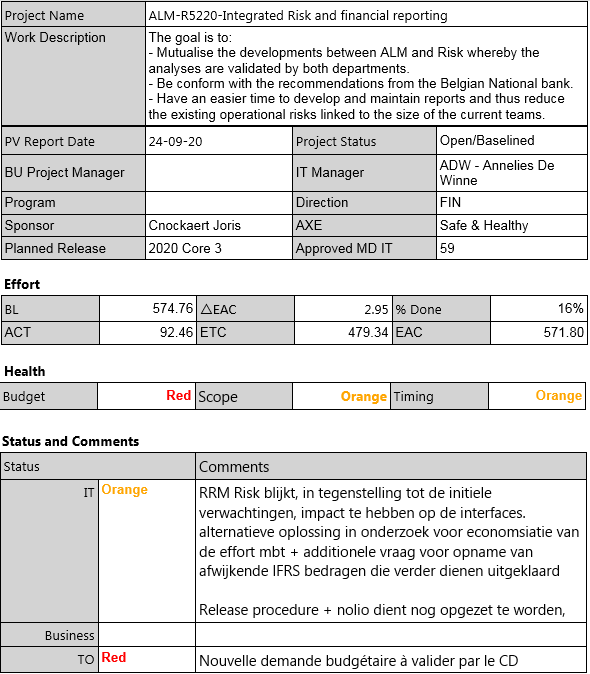 Project Name ALM-R5220-Integrated Risk and financial reporting
Work Description The goal is to:
- Mutualise the developments between ALM and Risk whereby the
analyses are validated by both departments.
- Be conform with the recommendations from the Belgian National bank.
- Have an easier time to develop and maintain reports and thus reduce
the existing operational risks linked to the size of the current teams.
PV Report Date 24-09-20 Project Status Open/Baselined
BU Project Manager IT Manager ADW - Annelies De
Winne
Program Direction FIN
Sponsor Cnockaert Joris AXE Safe & Healthy
Planned Release 2020 Core 3 Approved MD IT 59
Effort
BL 574.76 △EAC 2.95 % Done 16%
ACT 92.46 ETC 479.34 EAC 571.80
Health
Budget Red Scope Orange Timing Orange
Status and Comments
Status Comments
IT Orange RRM Risk blijkt, in tegenstelling tot de initiele
verwachtingen, impact te hebben op de interfaces.
alternatieve oplossing in onderzoek voor economsiatie van
de effort mbt + additionele vraag voor opname van
afwijkende IFRS bedragen die verder dienen uitgeklaard
Release procedure + nolio dient nog opgezet te worden,
Business
TO Red Nouvelle demande budgétaire à valider par le CD